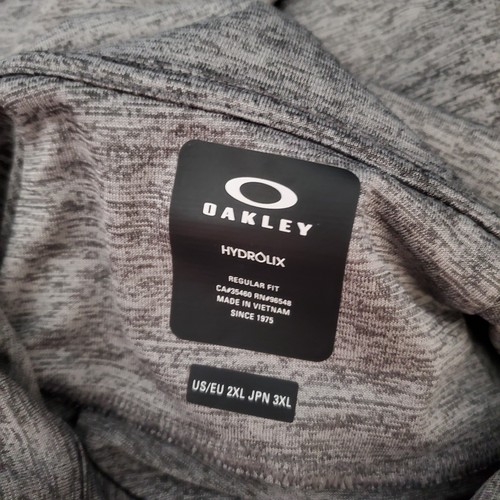 OAKLEY
HYDROLIX
REGULAR FIT
CA#35460 RN#96548
MADE IN VIETNAM
SINCE 1975
US/EU 2XL JPN 3XL